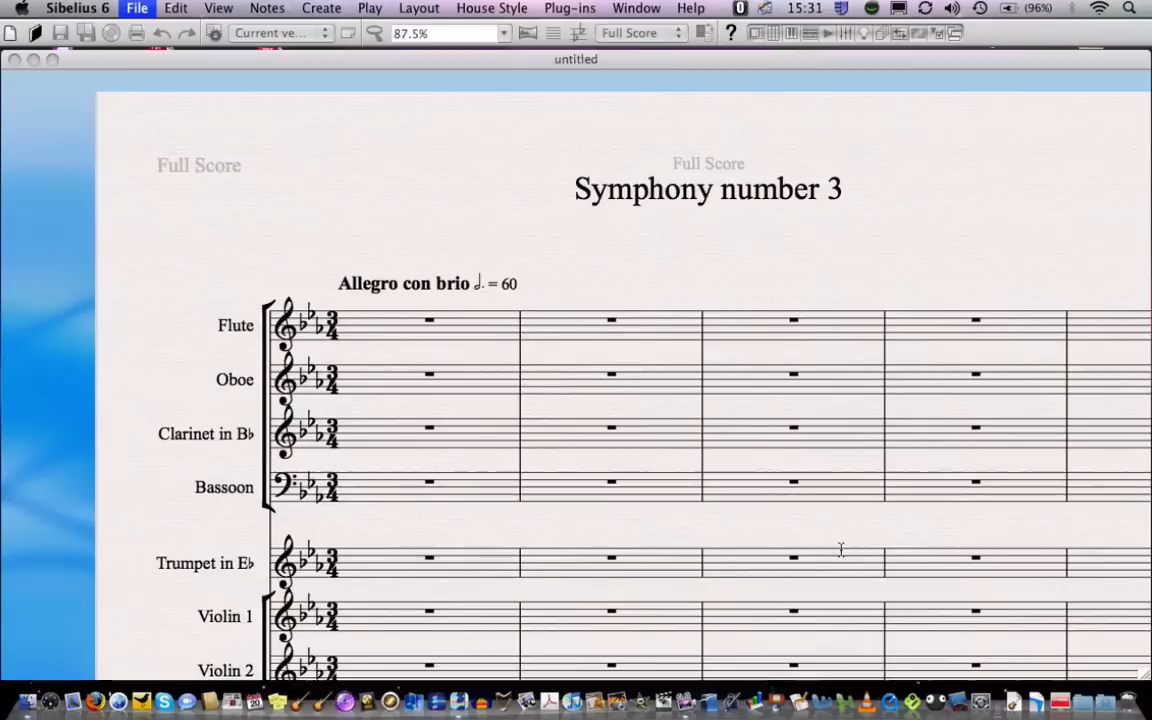 Sibelius 6 File Edit View Notes Create Play Layout House Style Plug-ins Window Help 15:31 (96%)
Current ve... 87.5% Full Score ?
untitled
Full Score
Full Score
Symphony number 3
Allegro con brio 𝅗𝅥. = 60
Flute
Oboe
Clarinet in B♭
Bassoon
Trumpet in E♭
Violin 1
Violin 2